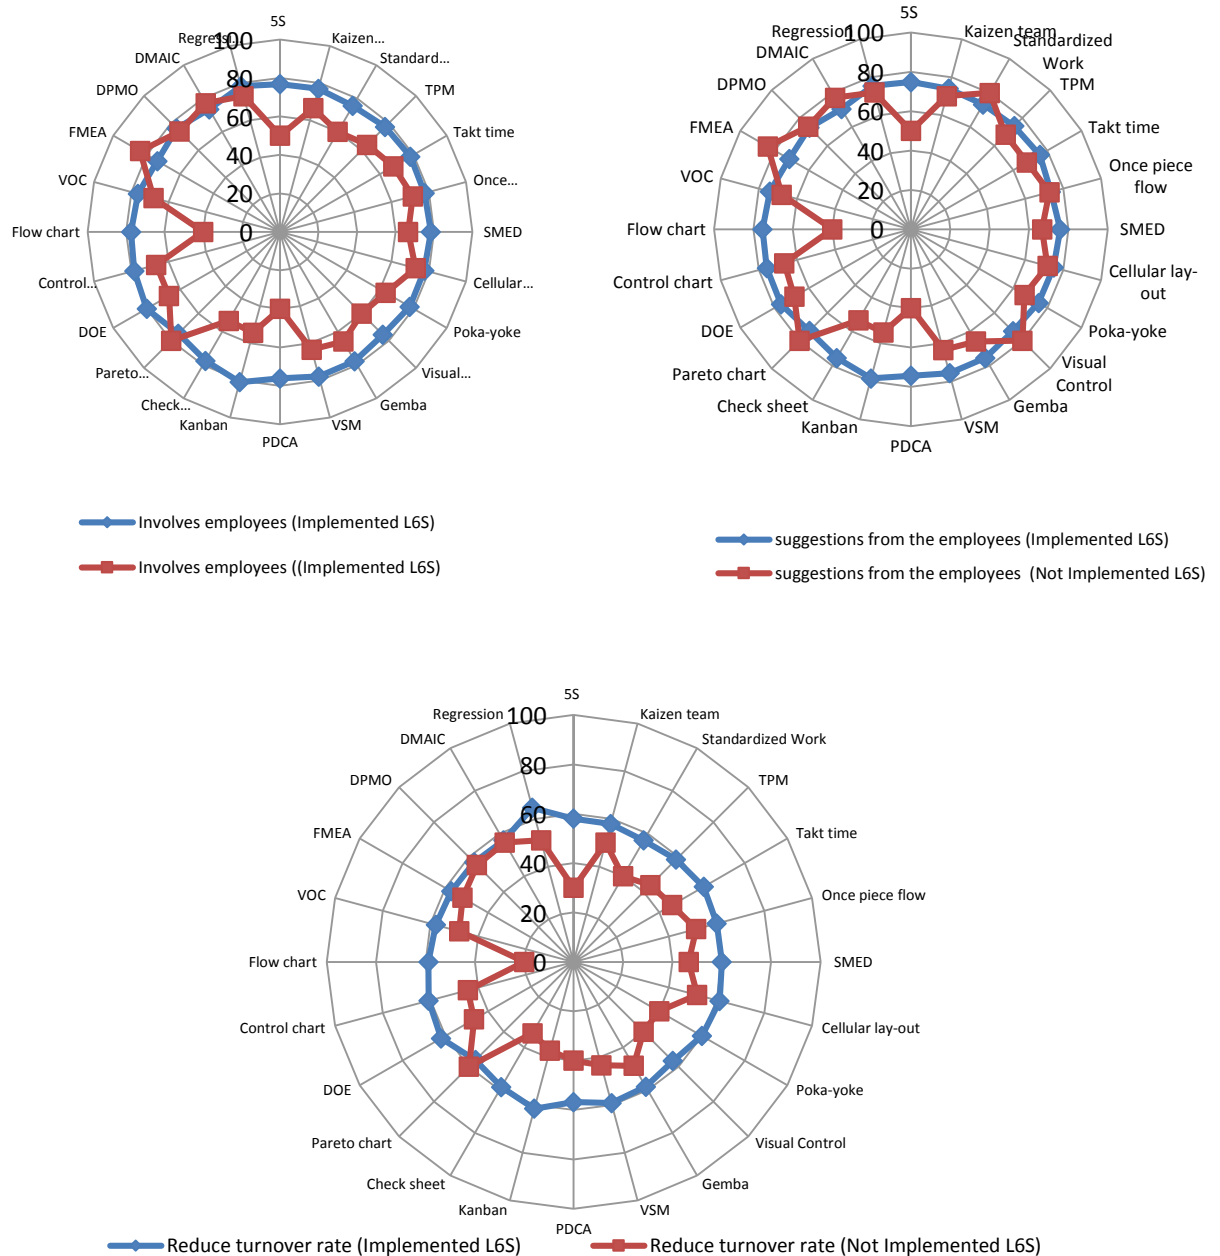 5S
Kaizen...
Standard...
TPM
Takt time
Once...
SMED
Cellular...
Poka-yoke
Visual...
Gemba
VSM
PDCA
Kanban
Check...
Pareto...
DOE
Control...
Flow chart
VOC
FMEA
DPMO
DMAIC
Regressi...
100
80
60
40
20
0
Involves employees (Implemented L6S)
Involves employees ((Implemented L6S)
5S
Kaizen team
Standardized
Work
TPM
Takt time
Once piece
flow
SMED
Cellular lay-
out
Poka-yoke
Visual
Control
Gemba
VSM
PDCA
Kanban
Check sheet
Pareto chart
DOE
Control chart
Flow chart
VOC
FMEA
DPMO
DMAIC
Regression
100
80
60
40
20
0
suggestions from the employees (Implemented L6S)
suggestions from the employees (Not Implemented L6S)
5S
Kaizen team
Standardized Work
TPM
Takt time
Once piece flow
SMED
Cellular lay-out
Poka-yoke
Visual Control
Gemba
VSM
PDCA
Kanban
Check sheet
Pareto chart
DOE
Control chart
Flow chart
VOC
FMEA
DPMO
DMAIC
Regression
100
80
60
40
20
0
Reduce turnover rate (Implemented L6S)
Reduce turnover rate (Not Implemented L6S)